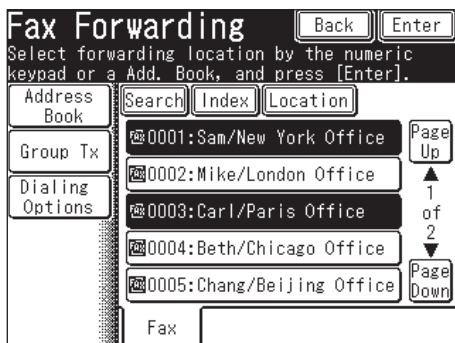 Fax Forwarding Back Enter
Select forwarding location by the numeric
keypad or a Add. Book, and press [Enter].
Address
Book
Search Index Location
Group Tx
Dialing
Options
0001:Sam/New York Office
0002:Mike/London Office
0003:Carl/Paris Office
0004:Beth/Chicago Office
0005:Chang/Beijing Office
Page
Up
1
of
2
Page
Down
Fax